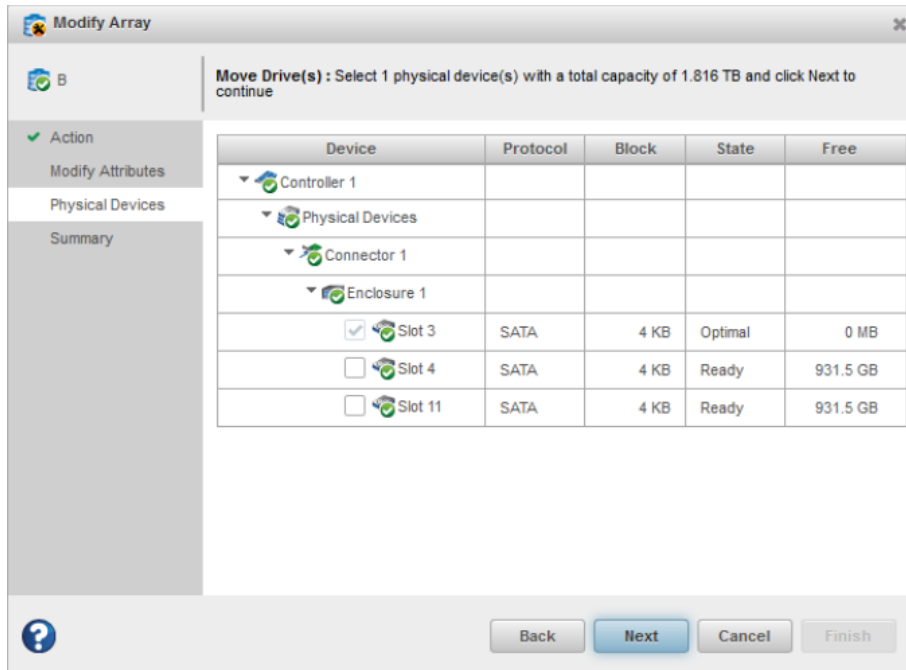 Modify Array
B
Move Drive(s) : Select 1 physical device(s) with a total capacity of 1.816 TB and click Next to
continue
Action
Modify Attributes
Physical Devices
Summary
Device Protocol Block State Free
Controller 1
Physical Devices
Connector 1
Enclosure 1
Slot 3 SATA 4 KB Optimal 0 MB
Slot 4 SATA 4 KB Ready 931.5 GB
Slot 11 SATA 4 KB Ready 931.5 GB
? Back Next Cancel Finish